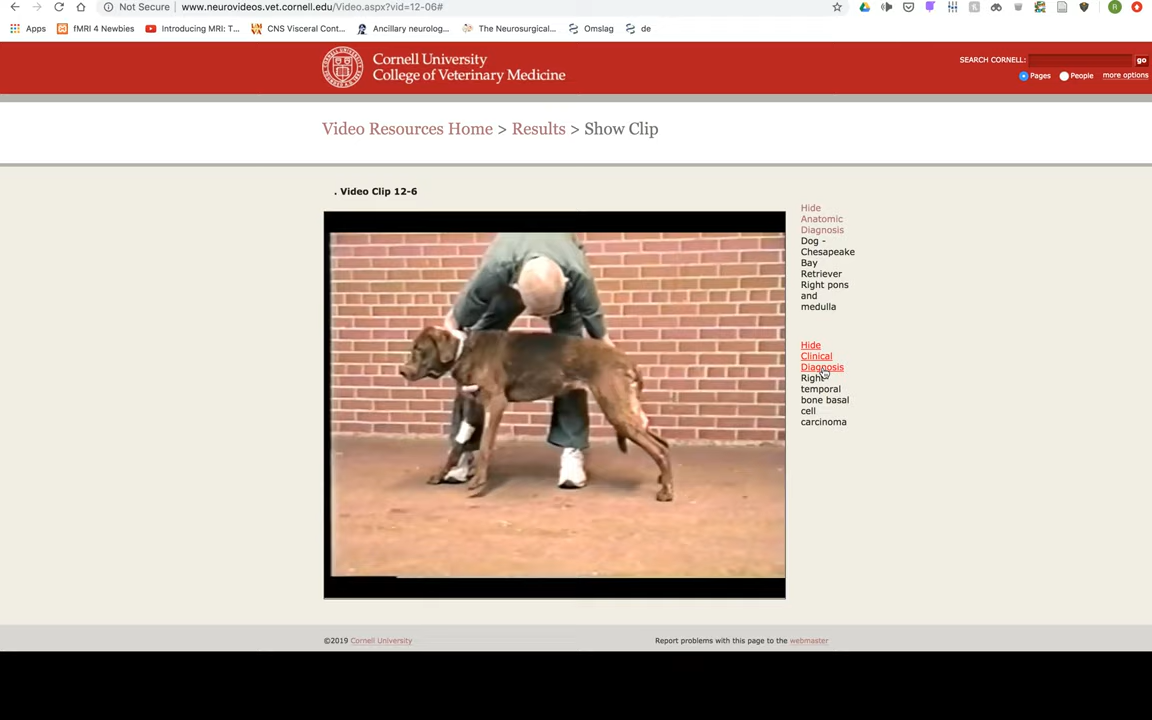 Not Secure | www.neurovideos.vet.cornell.edu/Video.aspx?vid=12-06#
Apps fMRI 4 Newbies Introducing MRI: T... CNS Visceral Cont... Ancillary neurolog... The Neurosurgical... Omslag de
Cornell University
College of Veterinary Medicine
SEARCH CORNELL: go
Pages People more options
Video Resources Home > Results > Show Clip
. Video Clip 12-6
Hide
Anatomic
Diagnosis
Dog -
Chesapeake
Bay
Retriever
Right pons
and
medulla
Hide
Clinical
Diagnosis
Right
temporal
bone basal
cell
carcinoma
©2019 Cornell University
Report problems with this page to the webmaster